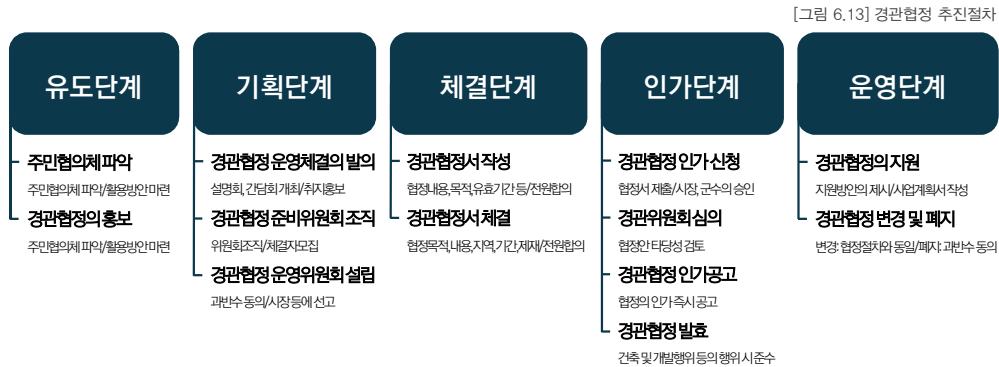 [그림 6.13] 경관협정 추진절차
유도단계
주민협의체 파악
주민협의체 파악/활용방안 마련
경관협정의 홍보
주민협의체 파악/활용방안 마련
기획단계
경관협정 운영체결의 발의
설명회, 간담회 개최/취지홍보
경관협정 준비위원회 조직
위원회조직/체결자모집
경관협정 운영위원회 설립
과반수 동의/시장 등에 선고
체결단계
경관협정서 작성
협정내용,목적,유효기간 등/전원합의
경관협정서 체결
협정목적,내용,지역,기간,제재/전원합의
인가단계
경관협정 인가 신청
협정서 제출/시장, 군수의 승인
경관위원회 심의
협정안 타당성 검토
경관협정 인가공고
협정의 인가 즉시 공고
경관협정 발효
건축 및 개발행위 등의 행위 시 준수
운영단계
경관협정의 지원
지원방안의 제시/사업계획서 작성
경관협정 변경 및 폐지
변경: 협정절차와 동일/폐지: 과반수 동의